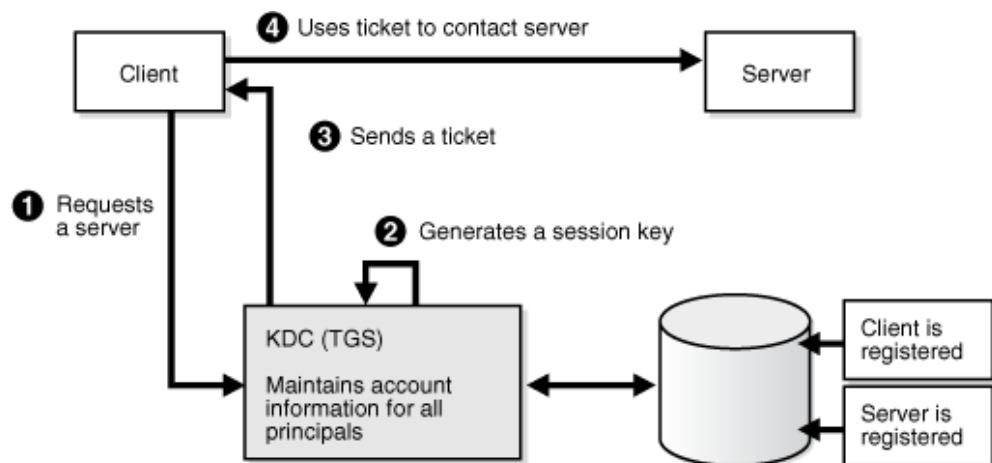 4 Uses ticket to contact server
Client
Server
3 Sends a ticket
1 Requests
a server
2 Generates a session key
KDC (TGS)
Maintains account
information for all
principals
Client is
registered
Server is
registered